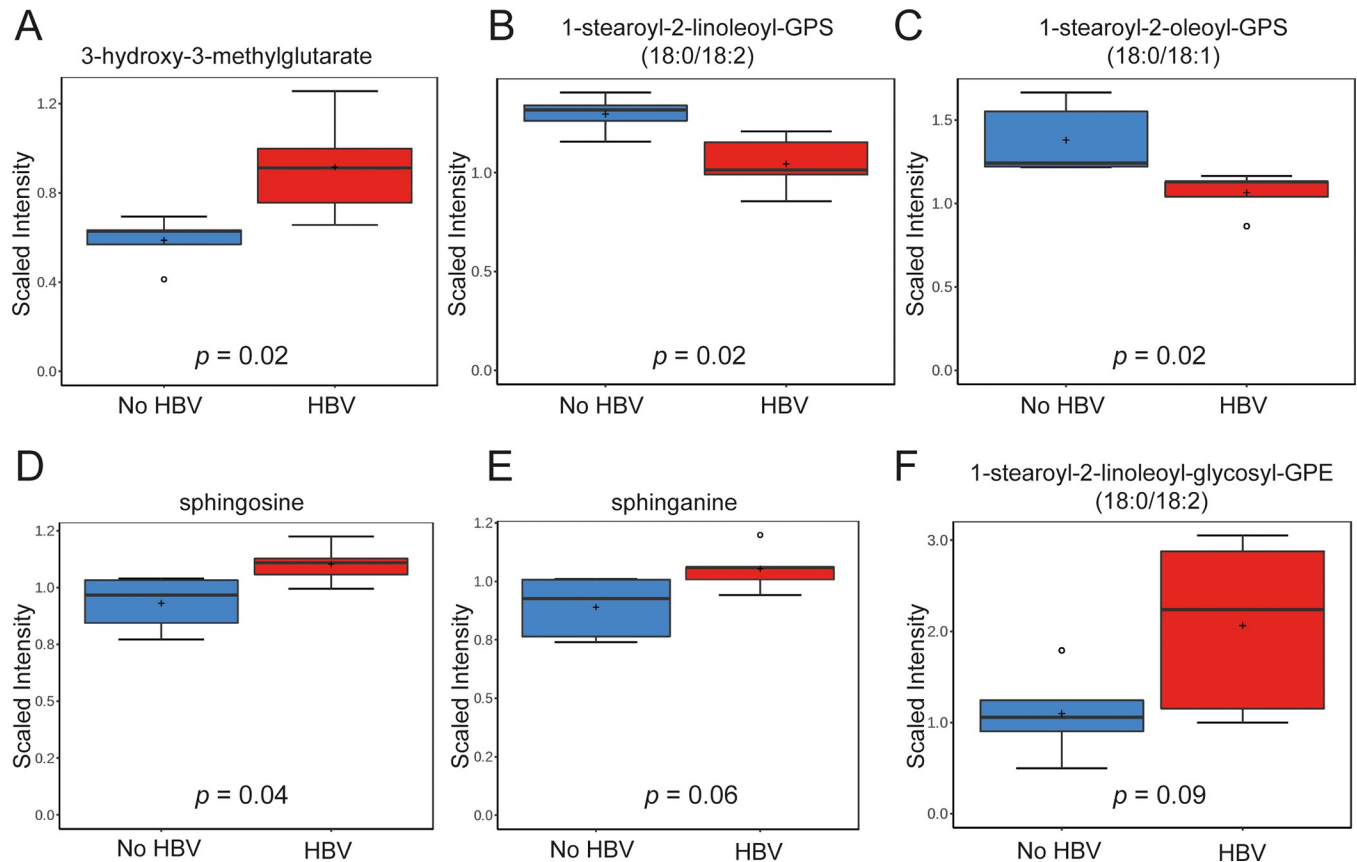 A
3-hydroxy-3-methylglutarate
Scaled Intensity
1.2
0.8
0.4
0.0
p = 0.02
No HBV
HBV
B
1-stearoyl-2-linoleoyl-GPS
(18:0/18:2)
Scaled Intensity
1.0
0.5
0.0
p = 0.02
No HBV
HBV
C
1-stearoyl-2-oleoyl-GPS
(18:0/18:1)
Scaled Intensity
1.5
1.0
0.5
0.0
p = 0.02
No HBV
HBV
D
sphingosine
Scaled Intensity
1.2
1.0
0.8
0.5
0.2
0.0
p = 0.04
No HBV
HBV
E
sphinganine
Scaled Intensity
1.2
1.0
0.8
0.5
0.2
0.0
p = 0.06
No HBV
HBV
F
1-stearoyl-2-linoleoyl-glycosyl-GPE
(18:0/18:2)
Scaled Intensity
3.0
2.0
1.0
0.0
p = 0.09
No HBV
HBV